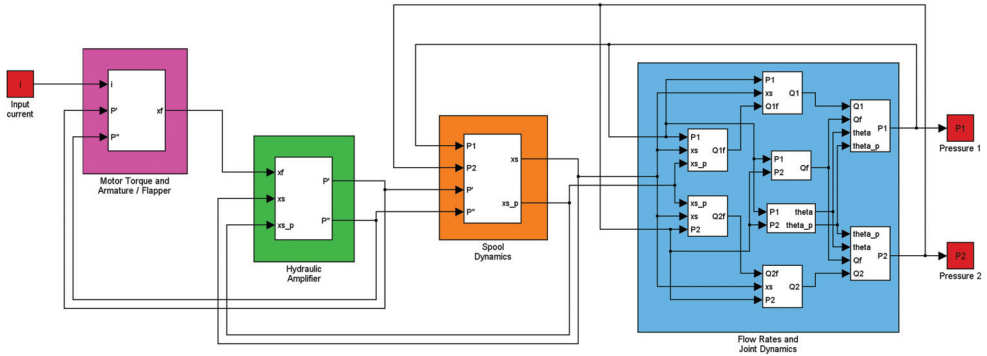 i
Input
current
i
P'
P"
xf
Motor Torque and
Armature / Flapper
xf
xs
xs_p
P'
P"
Hydraulic
Amplifier
P1
P2
P'
P"
xs
xs_p
Spool
Dynamics
P1
xs
Q1f
Q1
P1
xs
xs_p
Q1f
xs_p
xs
P2
Q2f
Q2f
xs
P2
Q2
P1
P2
Qf
P1
P2
theta
theta_p
Q1
Qf
theta
theta_p
P1
theta_p
theta
Qf
Q2
P2
Flow Rates and
Joint Dynamics
P1
Pressure 1
P2
Pressure 2